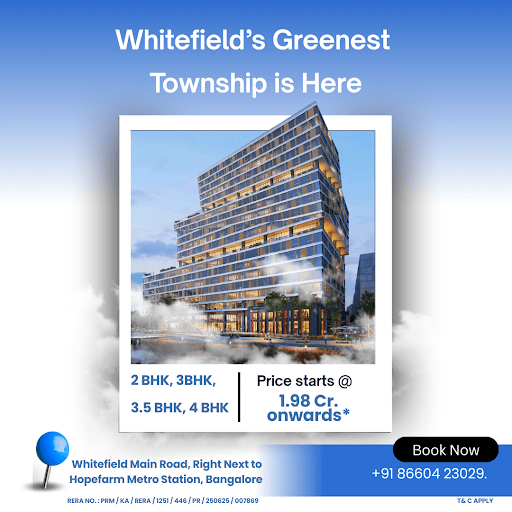 Whitefield's Greenest
Township is Here
2 BHK, 3BHK,
3.5 BHK, 4 BHK
Price starts @
1.98 Cr.
onwards*
Whitefield Main Road, Right Next to
Hopefarm Metro Station, Bangalore
RERA NO. : PRM / KA / RERA / 1251 / 446 / PR / 250625 / 007869
Book Now
+91 86604 23029.
T& C APPLY